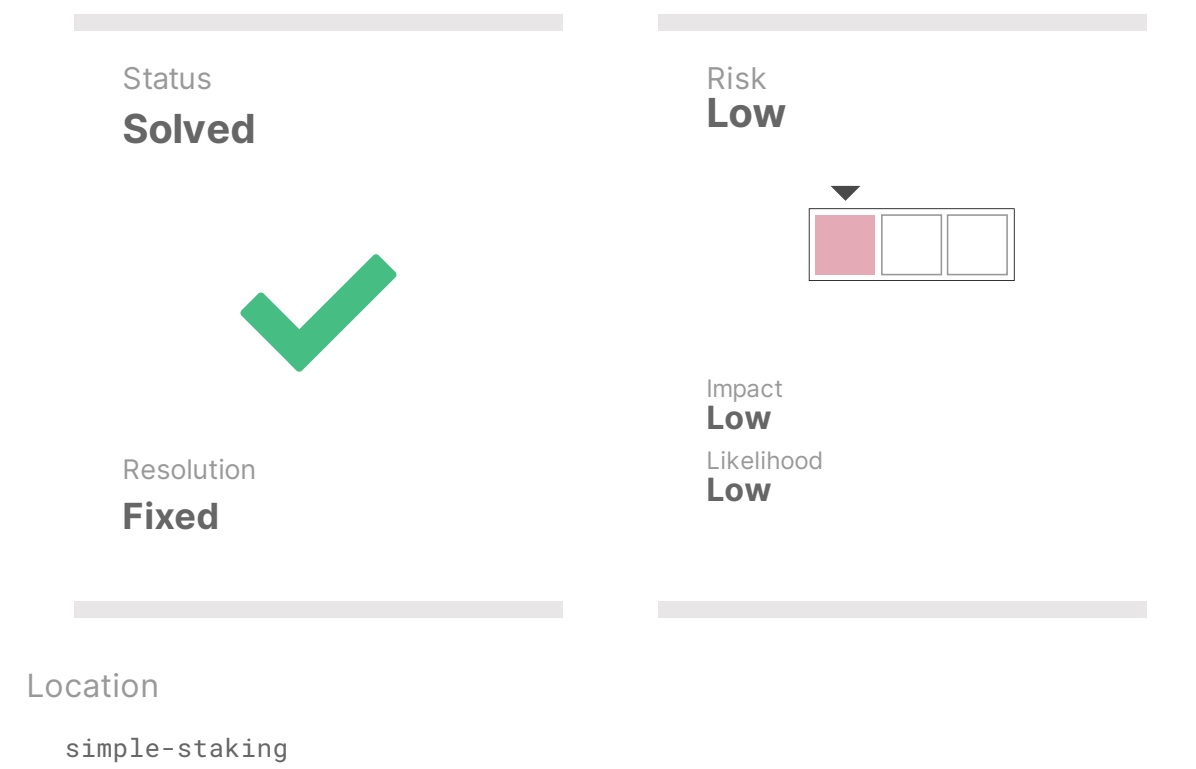 Status
Solved
Resolution
Fixed
Risk
Low
Impact
Low
Likelihood
Low
Location
simple-staking